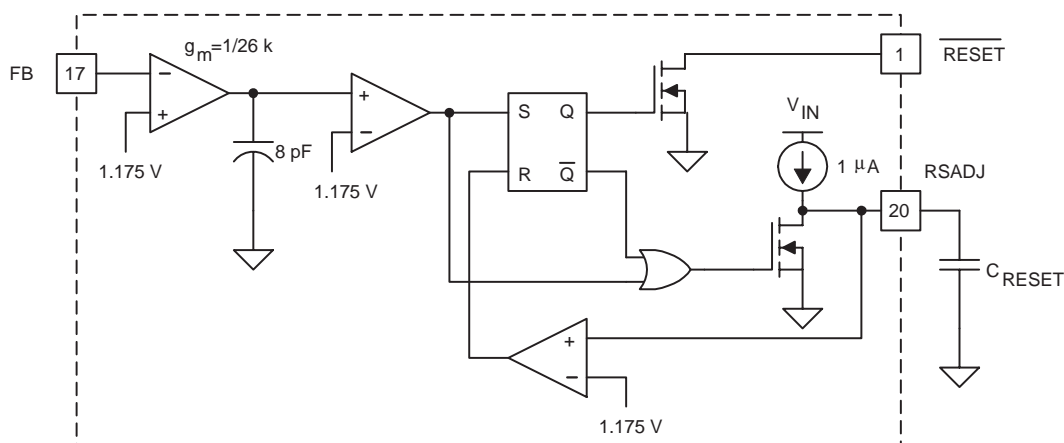 g_m=1/26 k
FB
17
−
+
1.175 V
8 pF
+
−
1.175 V
S
Q
R
Q̅
1
R̅E̅S̅E̅T̅
V_IN
1 μA
RSADJ
20
C_RESET
+
−
1.175 V